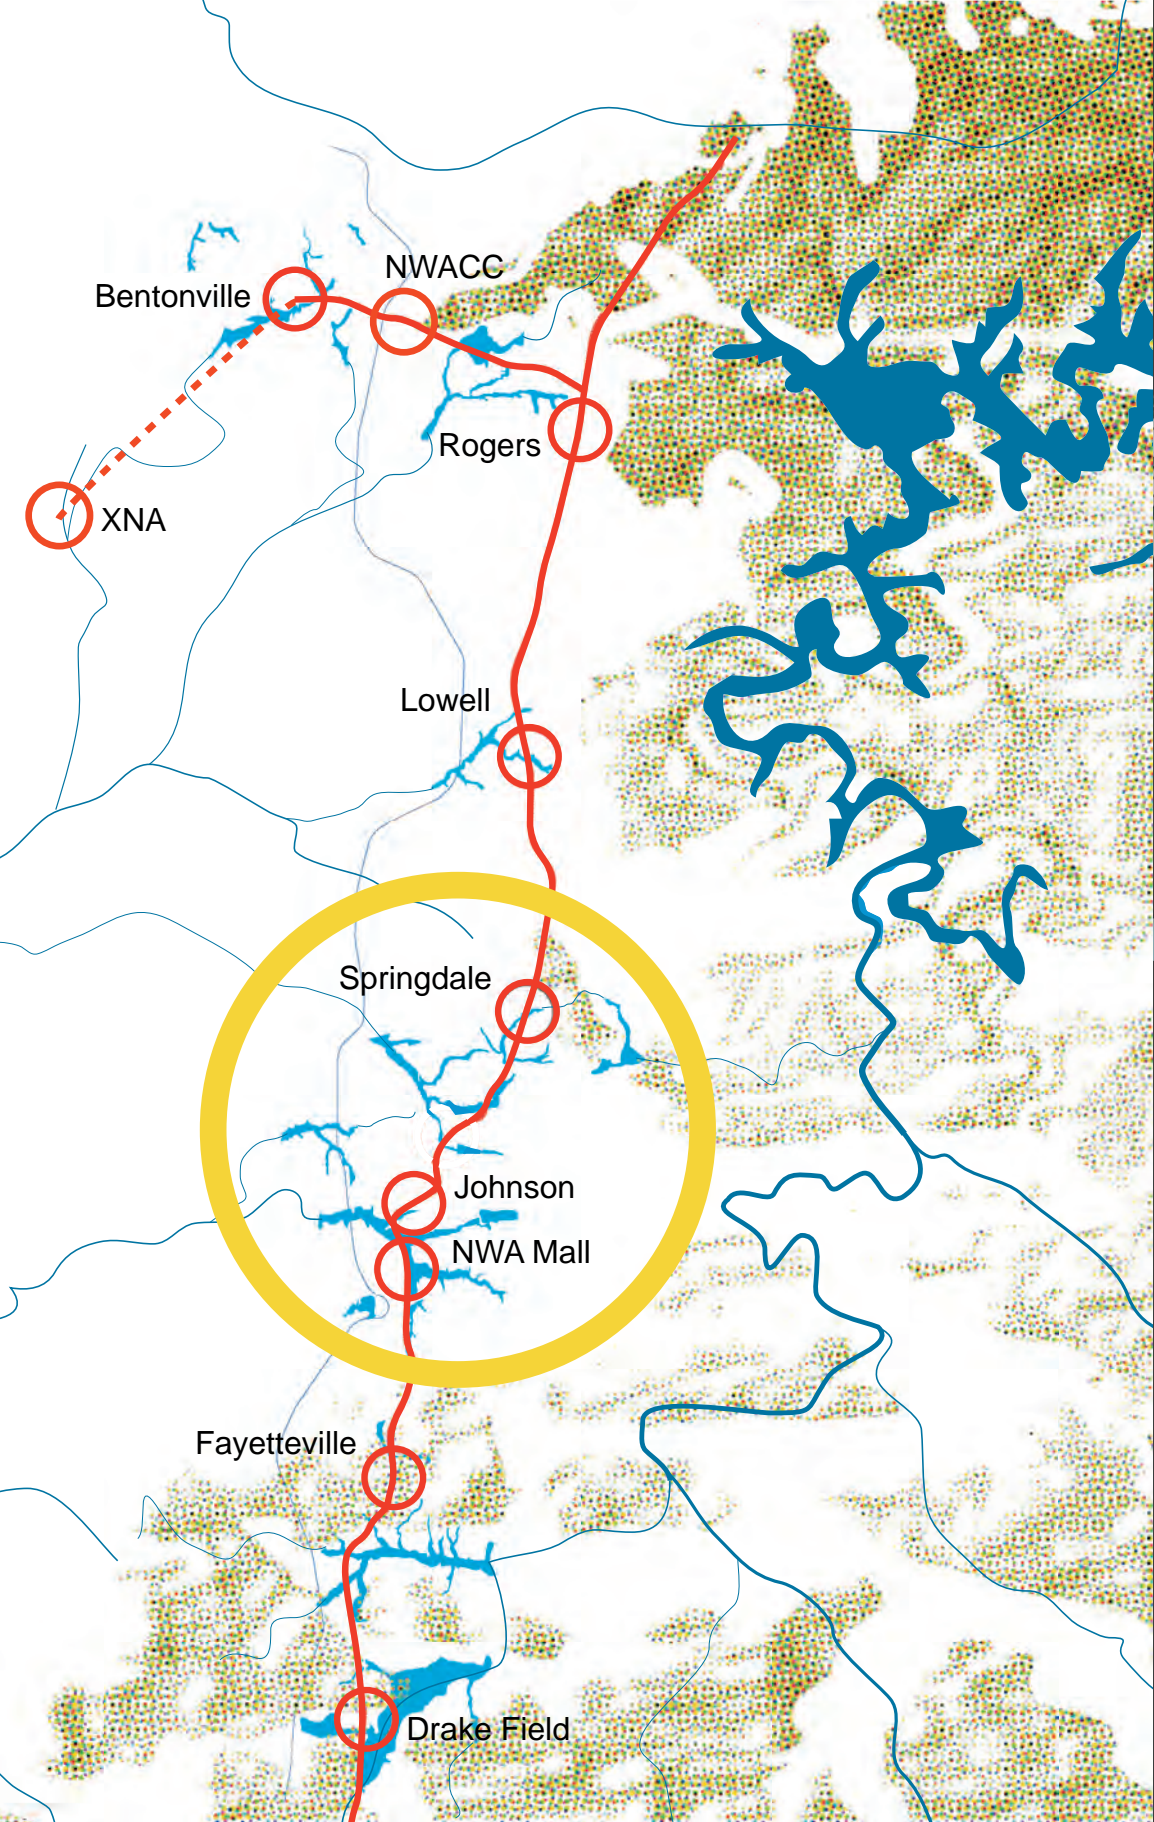 NWACC
Bentonville
Rogers
XNA
Lowell
Springdale
Johnson
NWA Mall
Fayetteville
Drake Field